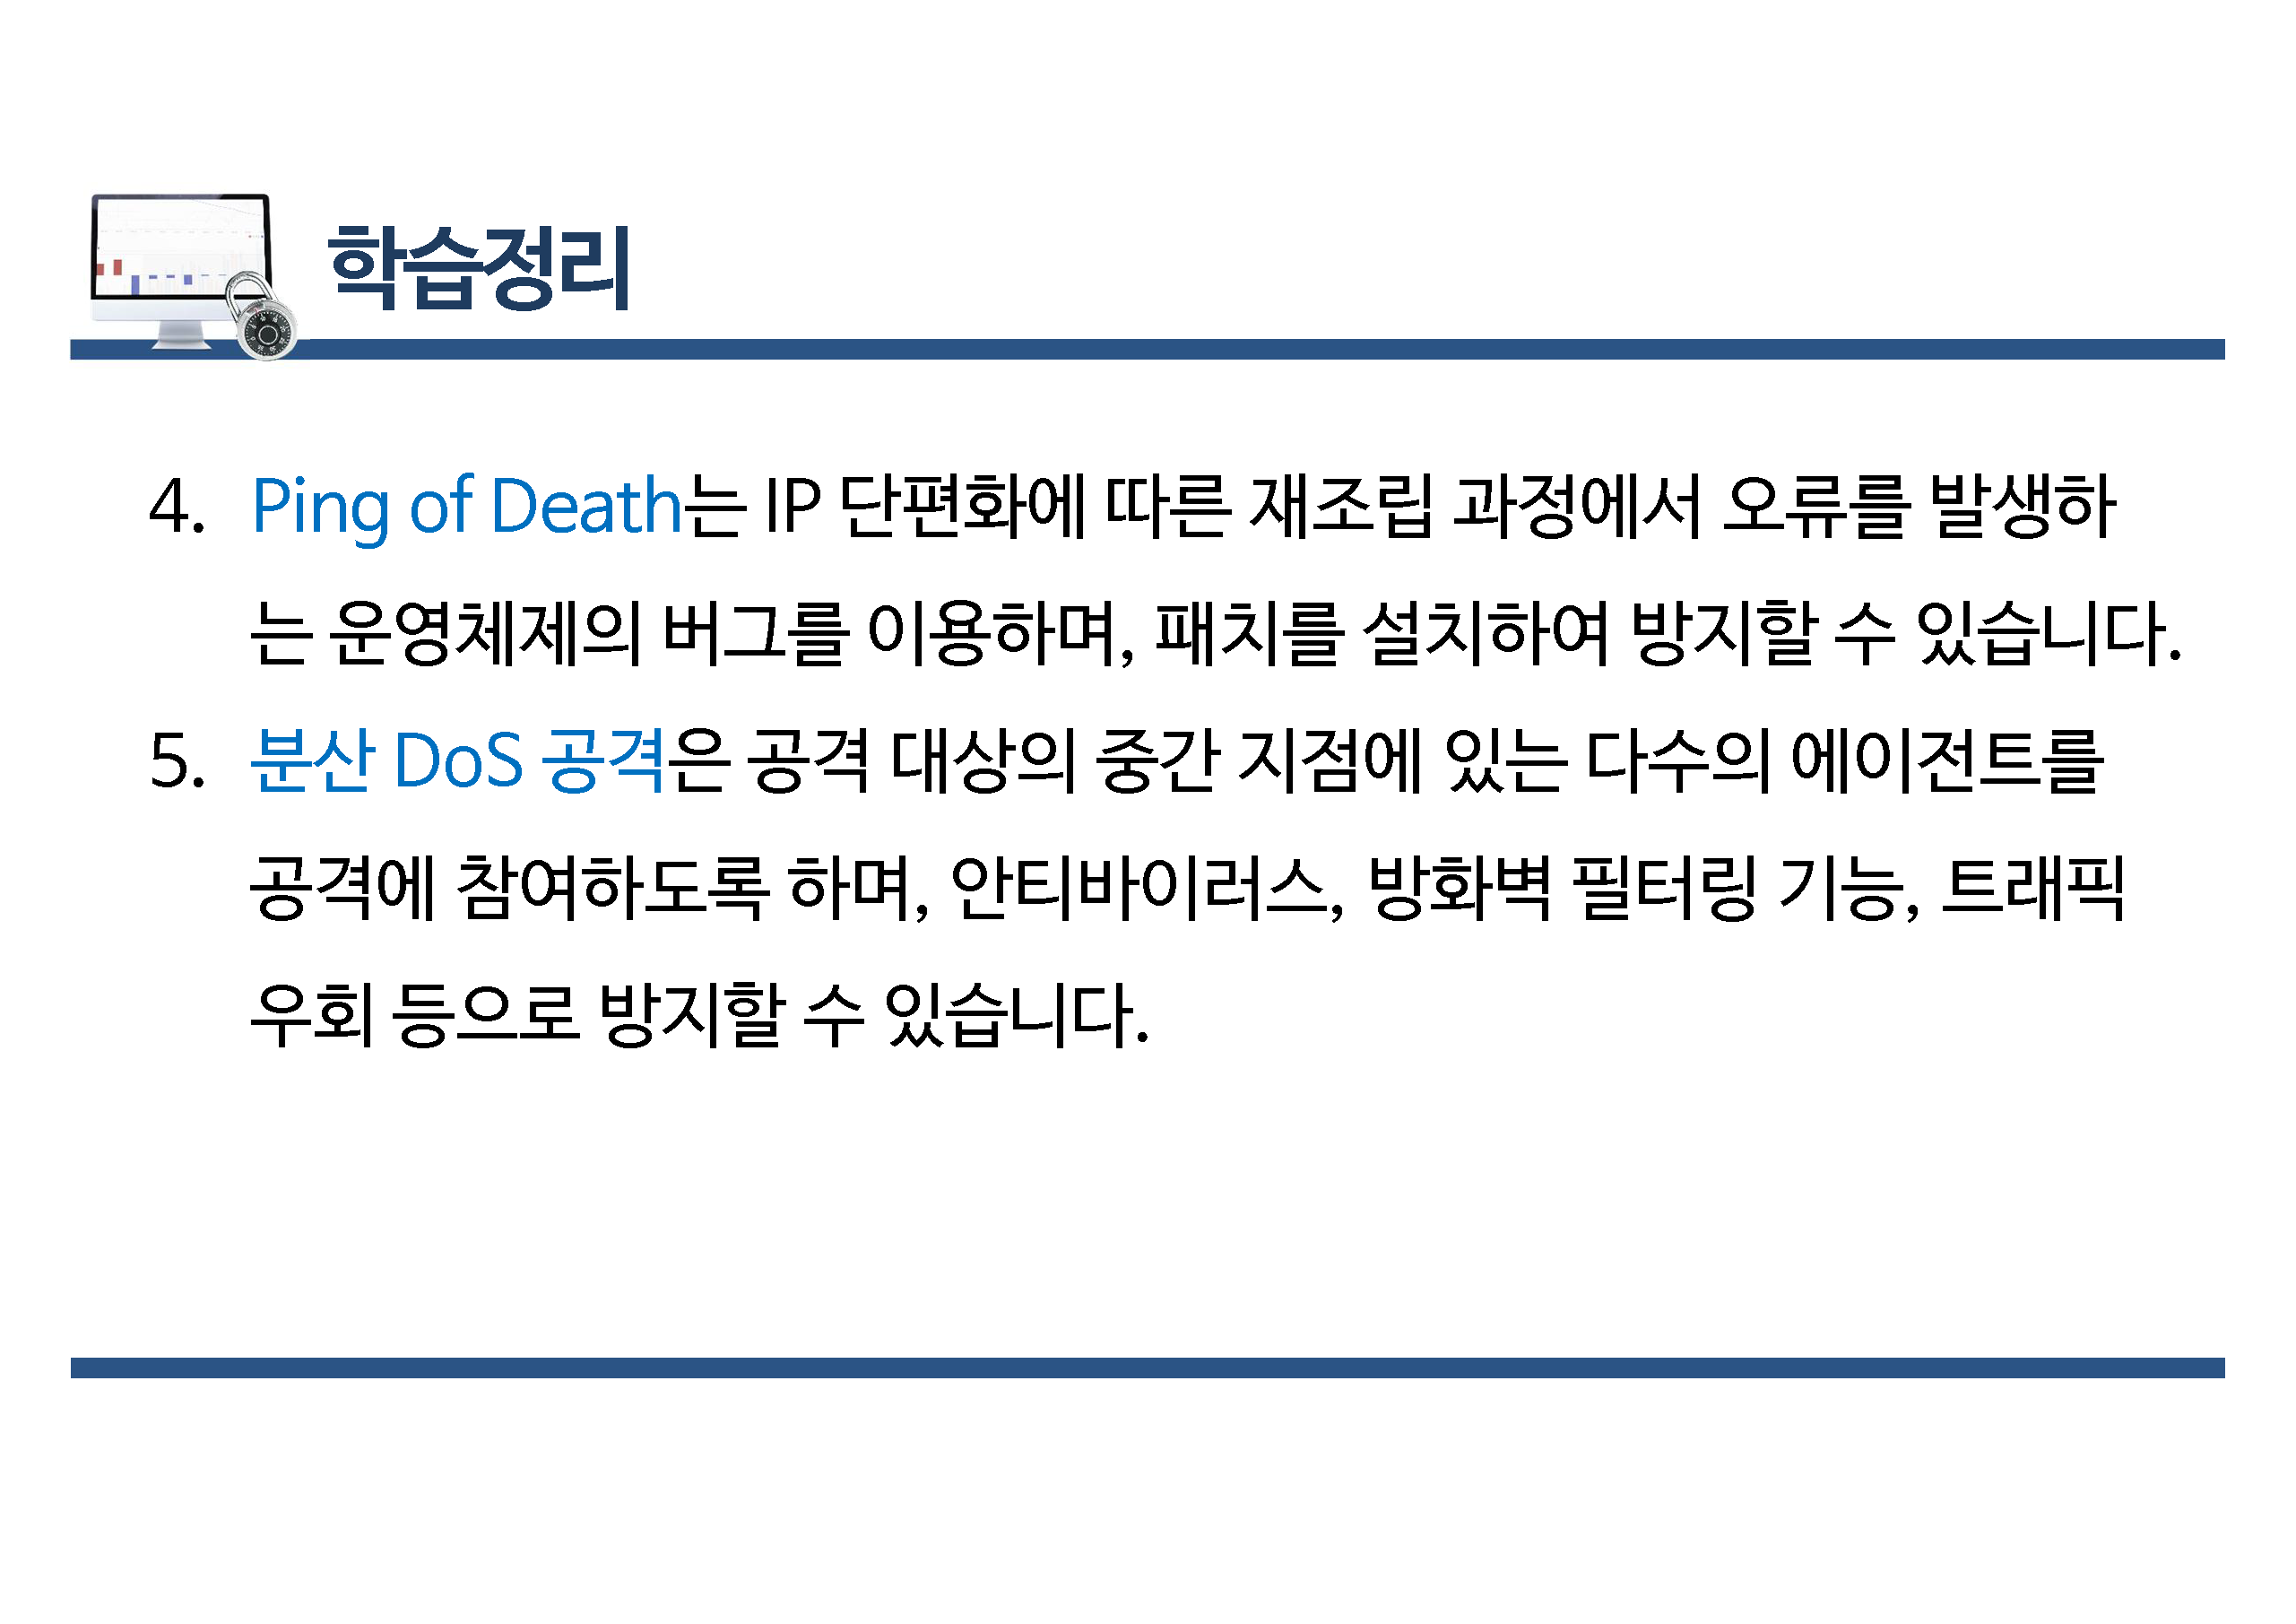 학습정리
4. Ping of Death는 IP 단편화에 따른 재조립 과정에서 오류를 발생하
는 운영체제의 버그를 이용하며, 패치를 설치하여 방지할 수 있습니다.
5. 분산 DoS 공격은 공격 대상의 중간 지점에 있는 다수의 에이전트를
공격에 참여하도록 하며, 안티바이러스, 방화벽 필터링 기능, 트래픽
우회 등으로 방지할 수 있습니다.